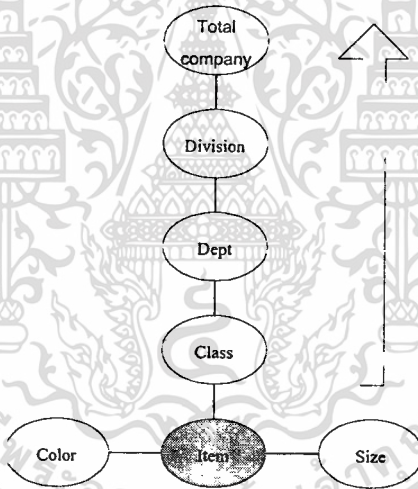 Total
company
Division
Dept
Class
Color Item Size